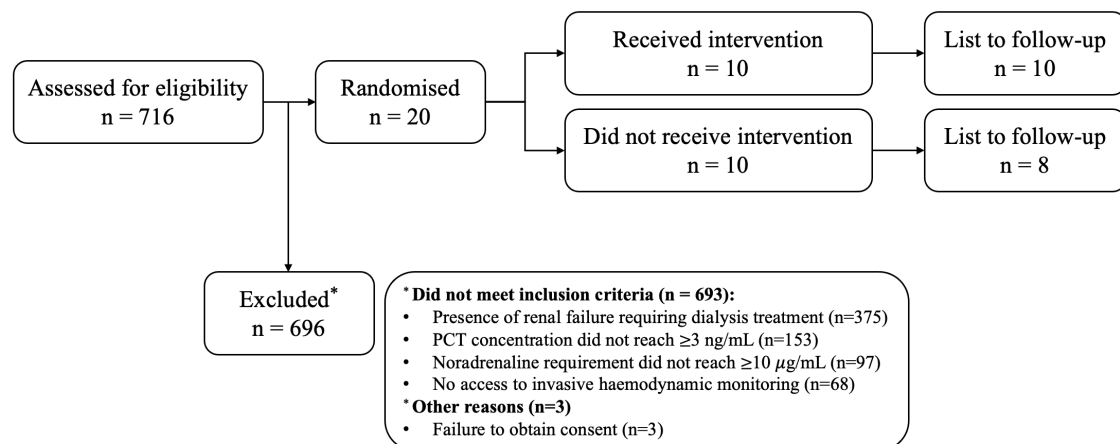 Assessed for eligibility
n = 716
Randomised
n = 20
Received intervention
n = 10
List to follow-up
n = 10
Did not receive intervention
n = 10
List to follow-up
n = 8
Excluded*
n = 696
* Did not meet inclusion criteria (n = 693):
• Presence of renal failure requiring dialysis treatment (n=375)
• PCT concentration did not reach ≥3 ng/mL (n=153)
• Noradrenaline requirement did not reach ≥10 μg/mL (n=97)
• No access to invasive haemodynamic monitoring (n=68)
* Other reasons (n=3)
• Failure to obtain consent (n=3)